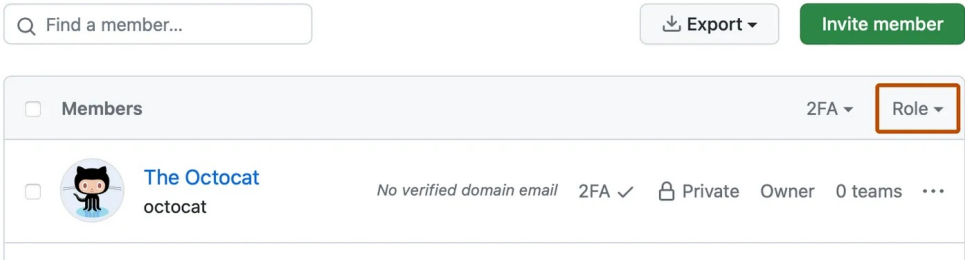 Find a member...
Export
Invite member
Members 2FA Role
The Octocat
octocat
No verified domain email 2FA Private Owner 0 teams